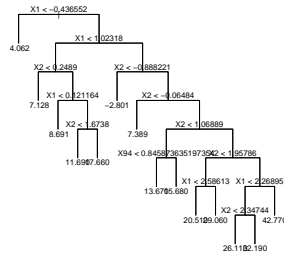 X1 < -0.436552
4.062
X1 < 1.02318
X2 < 0.2489
X2 < -0.888221
7.128
X1 < 0.121164
-2.801
X2 < -0.06484
8.691
X2 < 1.6738
7.389
X2 < 1.06889
11.690
17.660
X2 < 1.95786
13.670
15.680
X1 < 2.58613
X1 < 2.26895
20.510
29.060
X2 < 2.34744
42.770
26.110
32.190